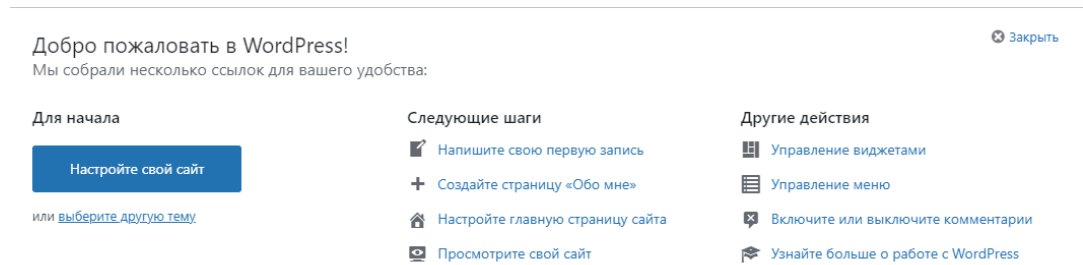 Добро пожаловать в WordPress!
Закрыть
Мы собрали несколько ссылок для вашего удобства:
Для начала
Настройте свой сайт
или выберите другую тему
Следующие шаги
Напишите свою первую запись
Создайте страницу «Обо мне»
Настройте главную страницу сайта
Просмотрите свой сайт
Другие действия
Управление виджетами
Управление меню
Включите или выключите комментарии
Узнайте больше о работе с WordPress